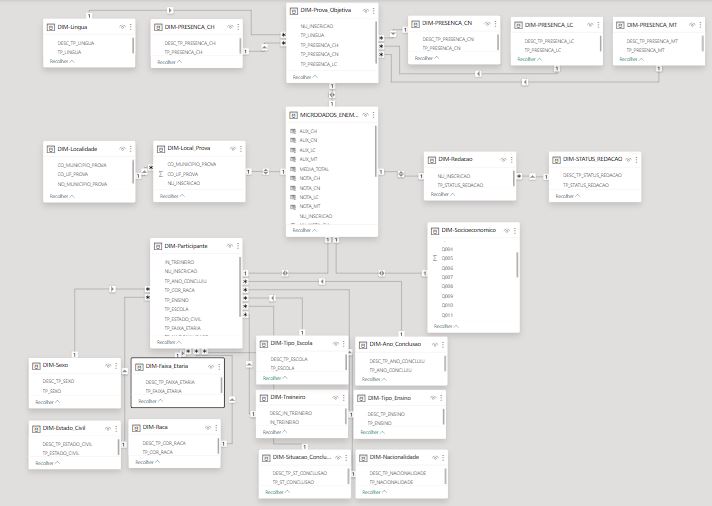 DIM-Lingua
DESC_TP_LINGUA
TP_LINGUA
Recolher
DIM-PRESENCA_CH
DESC_TP_PRESENCA_CH
TP_PRESENCA_CH
Recolher
DIM-Prova_Objetiva
NU_INSCRICAO
TP_LINGUA
TP_PRESENCA_CH
TP_PRESENCA_CN
TP_PRESENCA_LC
Recolher
DIM-PRESENCA_CN
DESC_TP_PRESENCA_CN
TP_PRESENCA_CN
Recolher
DIM-PRESENCA_LC
DESC_TP_PRESENCA_LC
TP_PRESENCA_LC
Recolher
DIM-PRESENCA_MT
DESC_TP_PRESENCA_MT
TP_PRESENCA_MT
Recolher
MICRODADOS_ENEM...
AUX_CH
AUX_CN
AUX_LC
AUX_MT
MEDIA_TOTAL
NOTA_CH
NOTA_CN
NOTA_LC
NOTA_MT
NU_INSCRICAO
Recolher
DIM-Localidade
CO_MUNICIPIO_PROVA
CO_UF_PROVA
NO_MUNICIPIO_PROVA
Recolher
DIM-Local_Prova
CO_MUNICIPIO_PROVA
CO_UF_PROVA
NU_INSCRICAO
Recolher
DIM-Redacao
NU_INSCRICAO
TP_STATUS_REDACAO
Recolher
DIM-STATUS_REDACAO
DESC_TP_STATUS_REDACAO
TP_STATUS_REDACAO
Recolher
DIM-Participante
IN_TREINEIRO
NU_INSCRICAO
TP_ANO_CONCLUIU
TP_COR_RACA
TP_ENSINO
TP_ESCOLA
TP_ESTADO_CIVIL
TP_FAIXA_ETARIA
Recolher
DIM-Socioeconomico
Q004
Q005
Q006
Q007
Q008
Q009
Q010
Q011
Recolher
DIM-Sexo
DESC_TP_SEXO
TP_SEXO
Recolher
DIM-Faixa_Etaria
DESC_TP_FAIXA_ETARIA
TP_FAIXA_ETARIA
Recolher
DIM-Tipo_Escola
DESC_TP_ESCOLA
TP_ESCOLA
Recolher
DIM-Ano_Conclusao
DESC_TP_ANO_CONCLUIU
TP_ANO_CONCLUIU
Recolher
DIM-Estado_Civil
DESC_TP_ESTADO_CIVIL
TP_ESTADO_CIVIL
Recolher
DIM-Raca
DESC_TP_COR_RACA
TP_COR_RACA
Recolher
DIM-Treineiro
DESC_IN_TREINEIRO
IN_TREINEIRO
Recolher
DIM-Tipo_Ensino
DESC_TP_ENSINO
TP_ENSINO
Recolher
DIM-Situacao_Conclu...
DESC_TP_ST_CONCLUSAO
TP_ST_CONCLUSAO
Recolher
DIM-Nacionalidade
DESC_TP_NACIONALIDADE
TP_NACIONALIDADE
Recolher